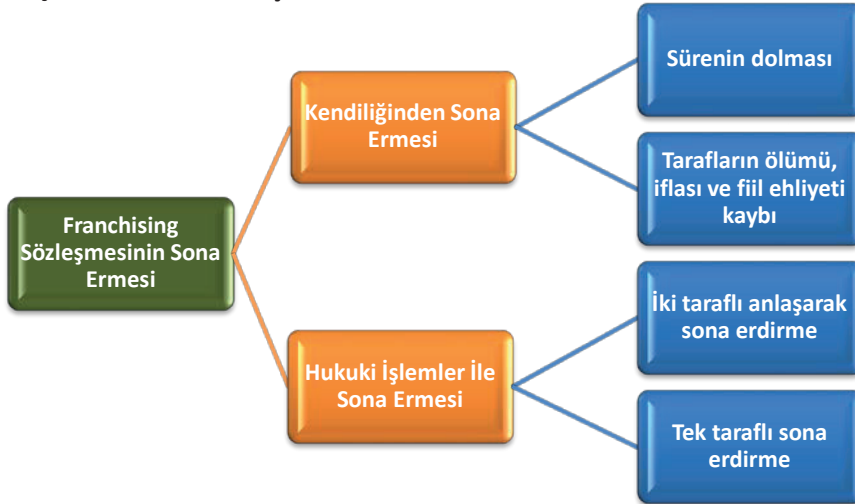 Franchising
Sözleşmesinin Sona
Ermesi
Kendiliğinden Sona
Ermesi
Sürenin dolması
Tarafların ölümü,
iflası ve fiil ehliyeti
kaybı
Hukuki İşlemler İle
Sona Ermesi
İki taraflı anlaşarak
sona erdirme
Tek taraflı sona
erdirme